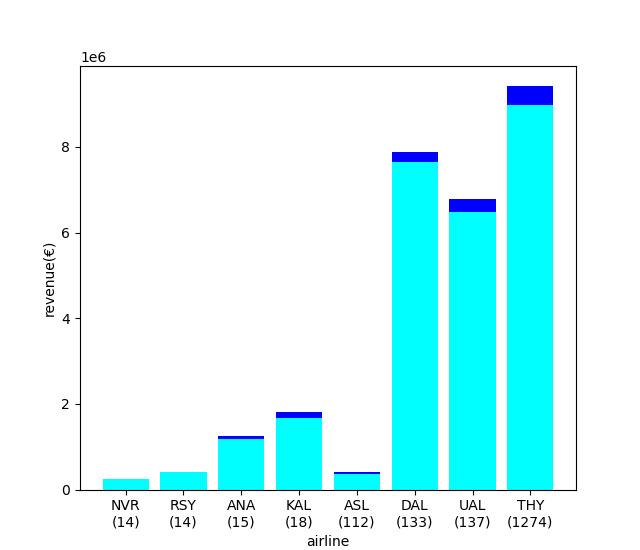 1e6
8
6
4
2
0
revenue(€)
NVR RSY ANA KAL ASL DAL UAL THY
(14) (14) (15) (18) (112) (133) (137) (1274)
airline